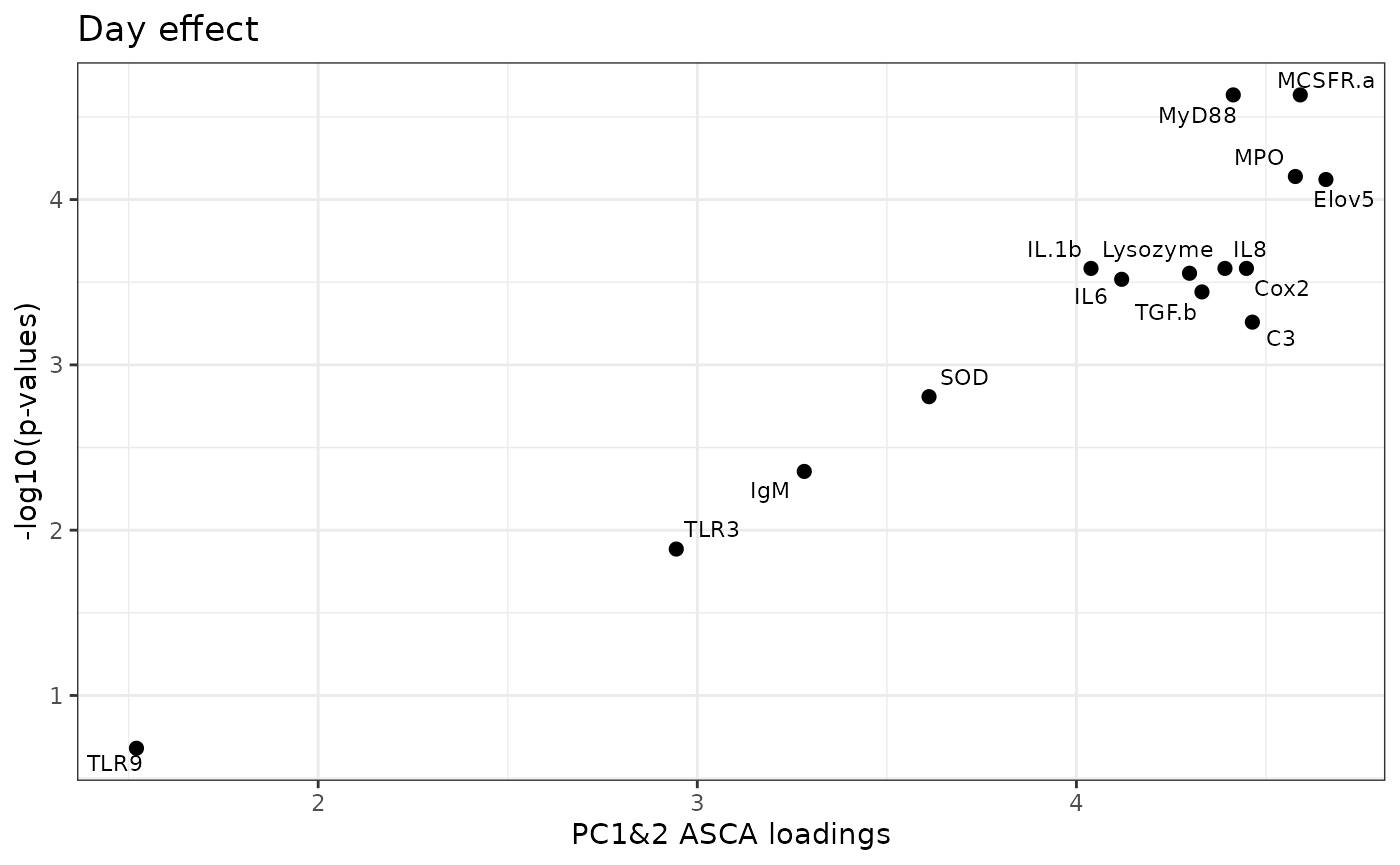 Day effect
MCSFR.a
MyD88
MPO
4
Elov5
IL.1b
Lysozyme
IL8
IL6
Cox2
TGF.b
C3
3
SOD
IgM
TLR3
2
1
TLR9
-log10(p-values)
2
3
4
PC1&2 ASCA loadings